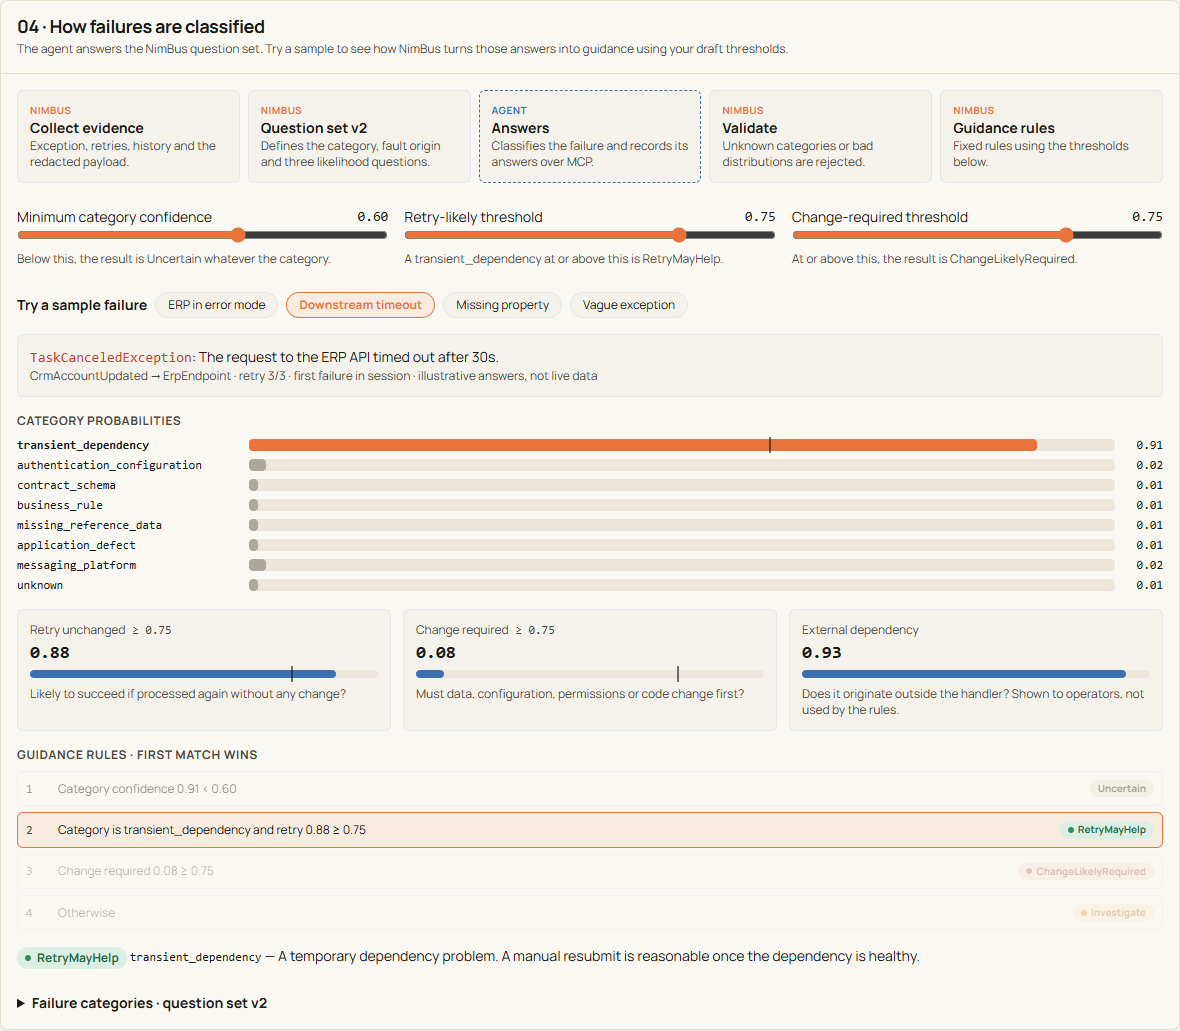 04 · How failures are classified
The agent answers the NimBus question set. Try a sample to see how NimBus turns those answers into guidance using your draft thresholds.
NIMBUS
Collect evidence
Exception, retries, history and the
redacted payload.
NIMBUS
Question set v2
Defines the category, fault origin
and three likelihood questions.
AGENT
Answers
Classifies the failure and records its
answers over MCP.
NIMBUS
Validate
Unknown categories or bad
distributions are rejected.
NIMBUS
Guidance rules
Fixed rules using the thresholds
below.
Minimum category confidence 0.60
Below this, the result is Uncertain whatever the category.
Retry-likely threshold 0.75
A transient_dependency at or above this is RetryMayHelp.
Change-required threshold 0.75
At or above this, the result is ChangeLikelyRequired.
Try a sample failure ERP in error mode Downstream timeout Missing property Vague exception
TaskCanceledException: The request to the ERP API timed out after 30s.
CrmAccountUpdated → ErpEndpoint · retry 3/3 · first failure in session · illustrative answers, not live data
CATEGORY PROBABILITIES
transient_dependency 0.91
authentication_configuration 0.02
contract_schema 0.01
business_rule 0.01
missing_reference_data 0.01
application_defect 0.01
messaging_platform 0.02
unknown 0.01
Retry unchanged ≥ 0.75
0.88
Likely to succeed if processed again without any change?
Change required ≥ 0.75
0.08
Must data, configuration, permissions or code change first?
External dependency
0.93
Does it originate outside the handler? Shown to operators, not
used by the rules.
GUIDANCE RULES · FIRST MATCH WINS
1 Category confidence 0.91 < 0.60 Uncertain
2 Category is transient_dependency and retry 0.88 ≥ 0.75 RetryMayHelp
3 Change required 0.08 ≥ 0.75 ChangeLikelyRequired
4 Otherwise Investigate
RetryMayHelp transient_dependency — A temporary dependency problem. A manual resubmit is reasonable once the dependency is healthy.
Failure categories · question set v2